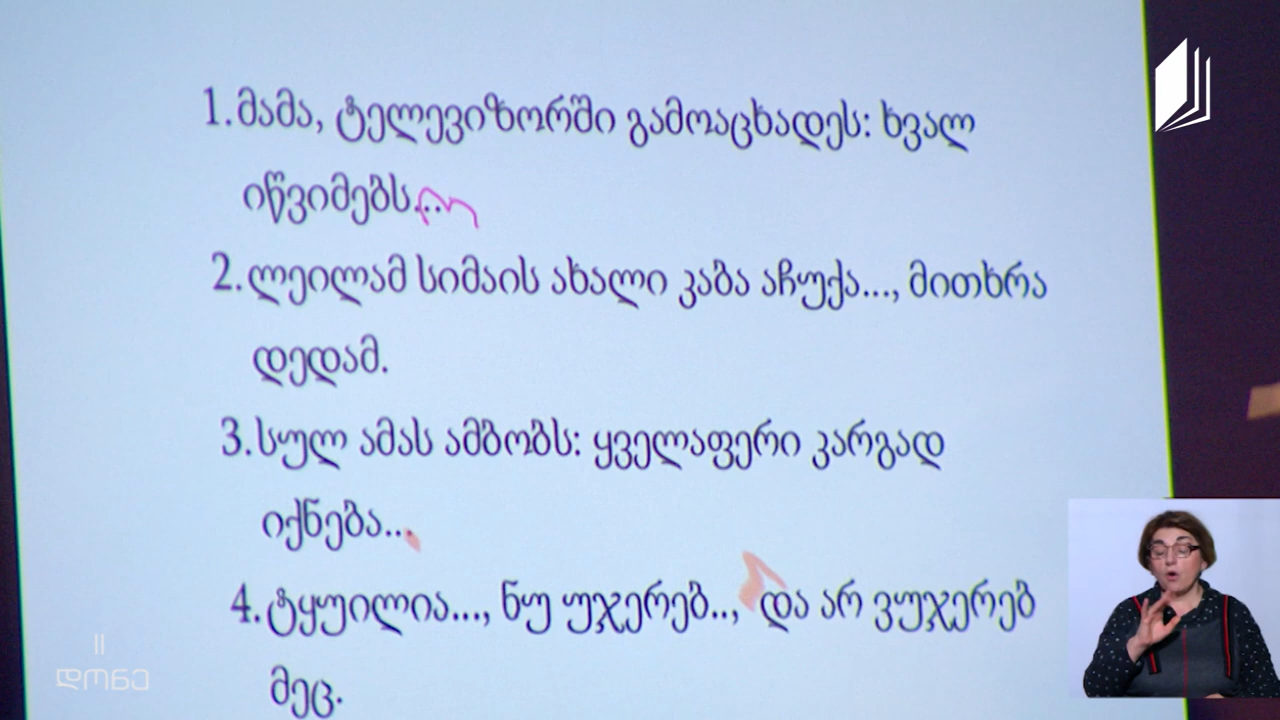 1. მამა, ტელევიზორში გამოაცხადეს: ხვალ
იწვიმებს...
2. ლეილამ სიმაის ახალი კაბა აჩუქა..., მითხრა
დედამ.
3. სულ ამას ამბობს: ყველაფერი კარგად
იქნება...
4. ტყუილია..., ნუ უჯერებ.., და არ ვუჯერებ
მეც.
II
დონე